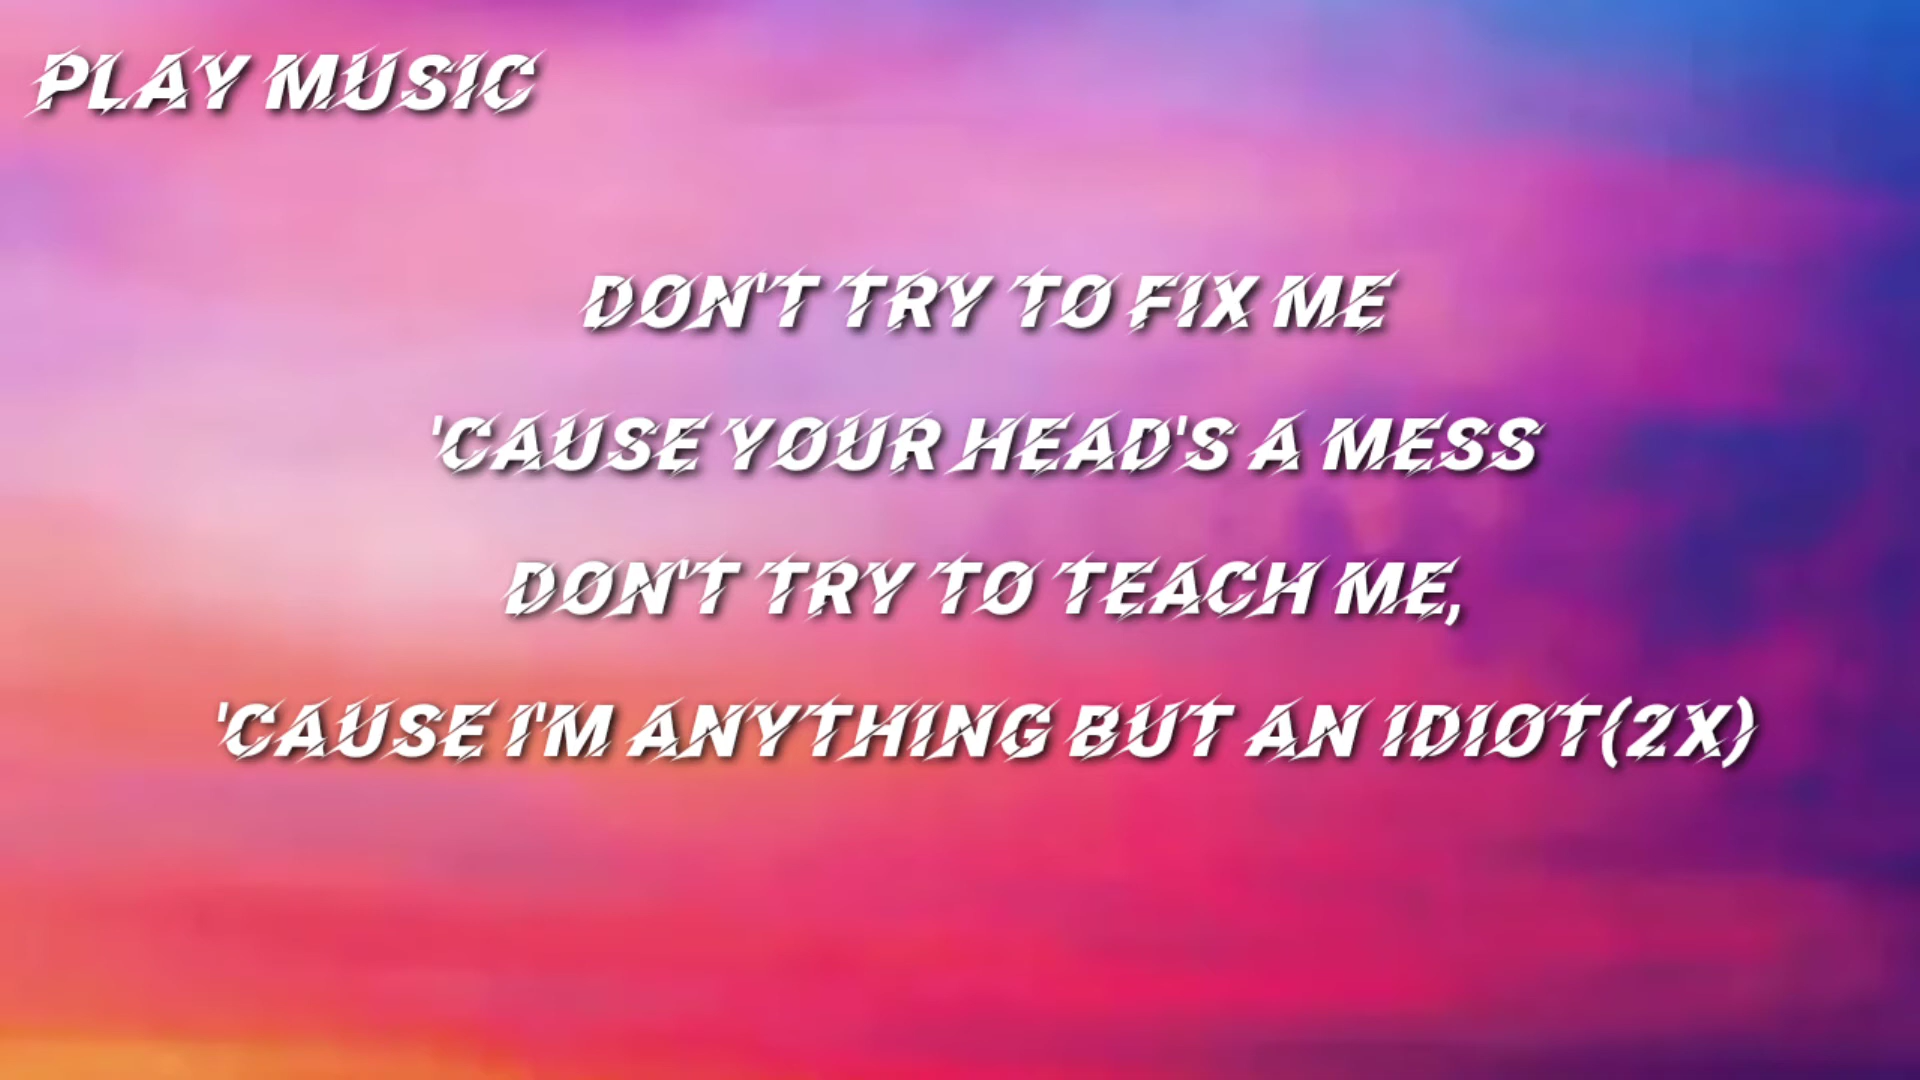 PLAY MUSIC
DON'T TRY TO FIX ME
'CAUSE YOUR HEAD'S A MESS
DON'T TRY TO TEACH ME,
'CAUSE I'M ANYTHING BUT AN IDIOT(2X)